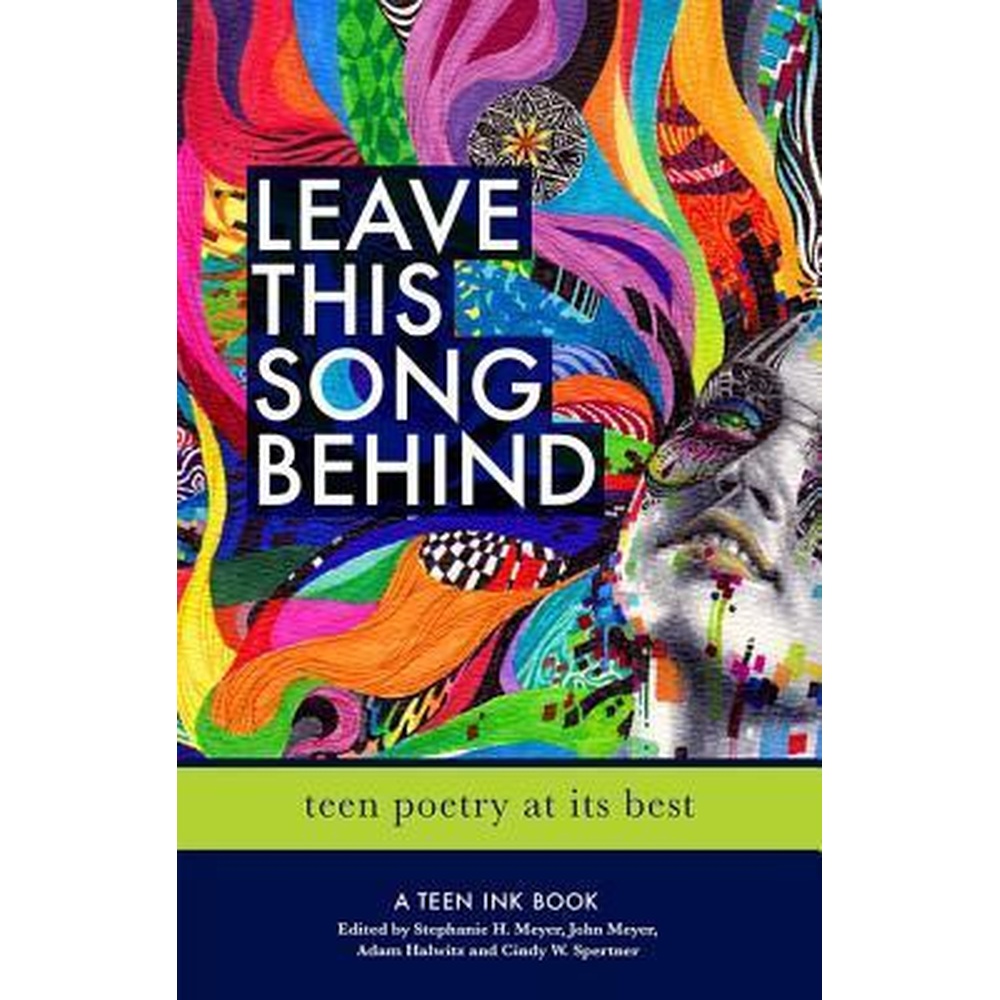 LEAVE
THIS
SONG
BEHIND
teen poetry at its best
A TEEN INK BOOK
Edited by Stephanie H. Meyer, John Meyer,
Adam Halwitz and Cindy W. Spertner